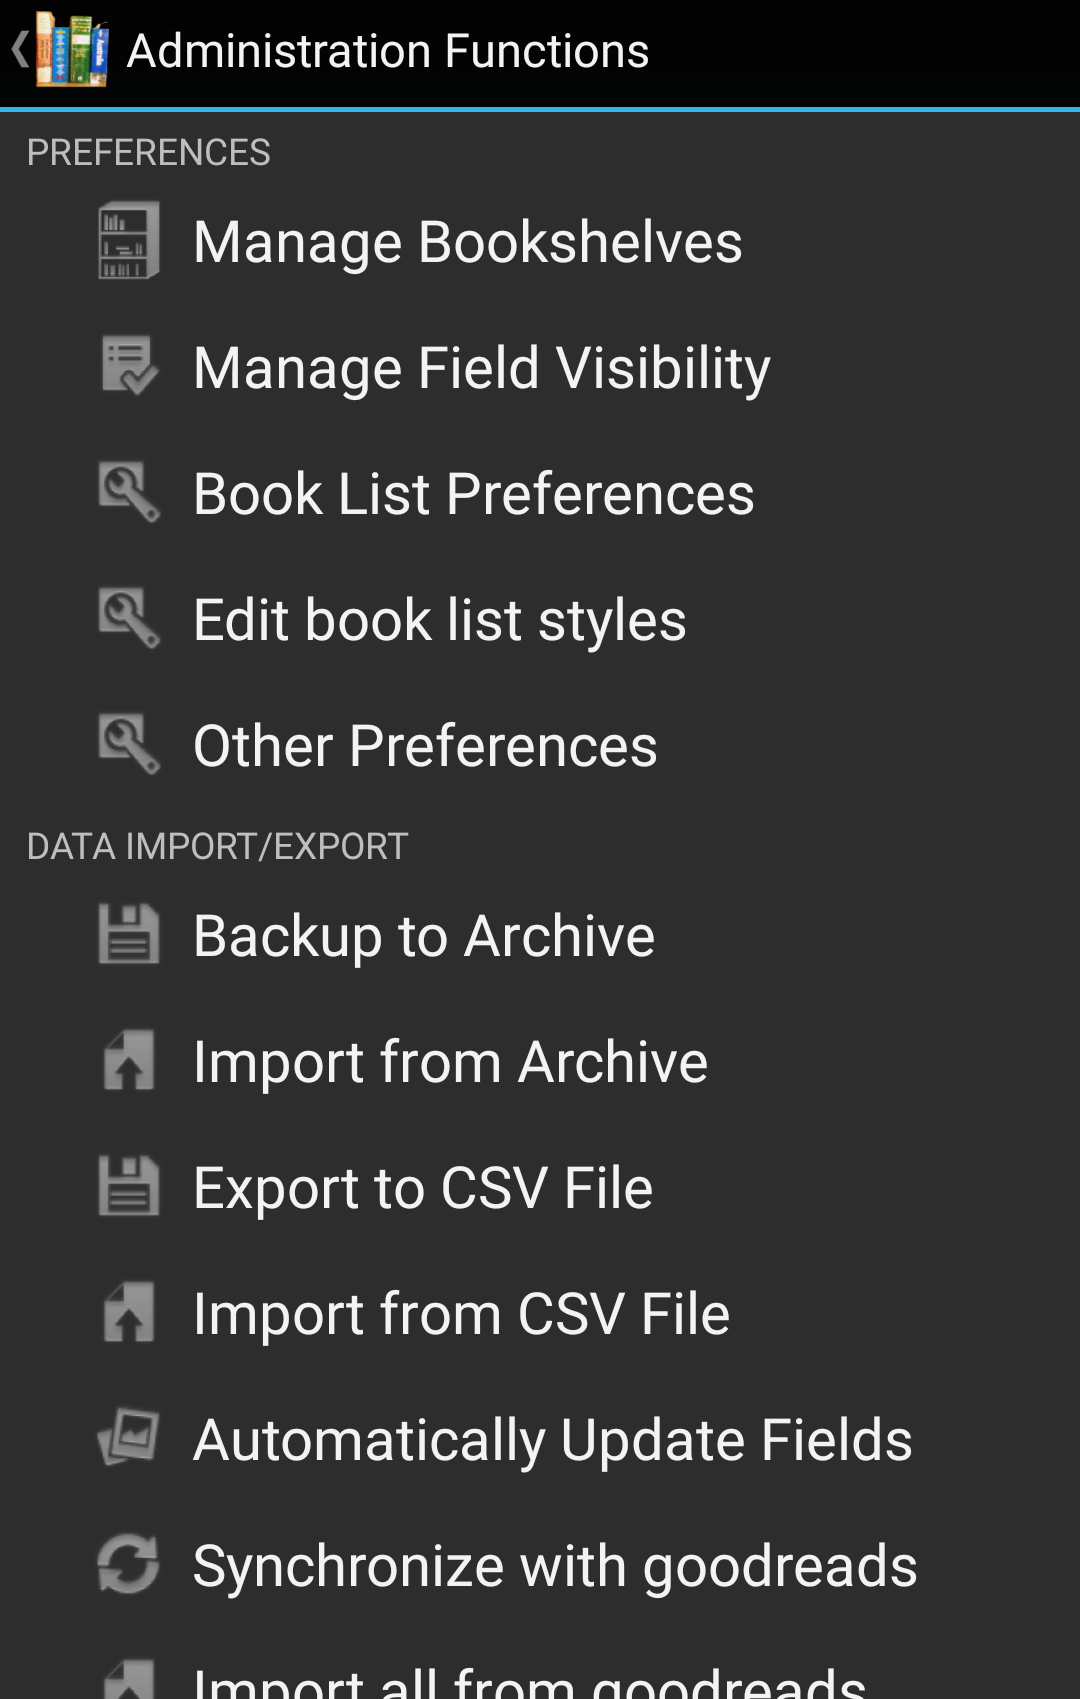 Administration Functions
PREFERENCES
Manage Bookshelves
Manage Field Visibility
Book List Preferences
Edit book list styles
Other Preferences
DATA IMPORT/EXPORT
Backup to Archive
Import from Archive
Export to CSV File
Import from CSV File
Automatically Update Fields
Synchronize with goodreads
Import all from goodreads